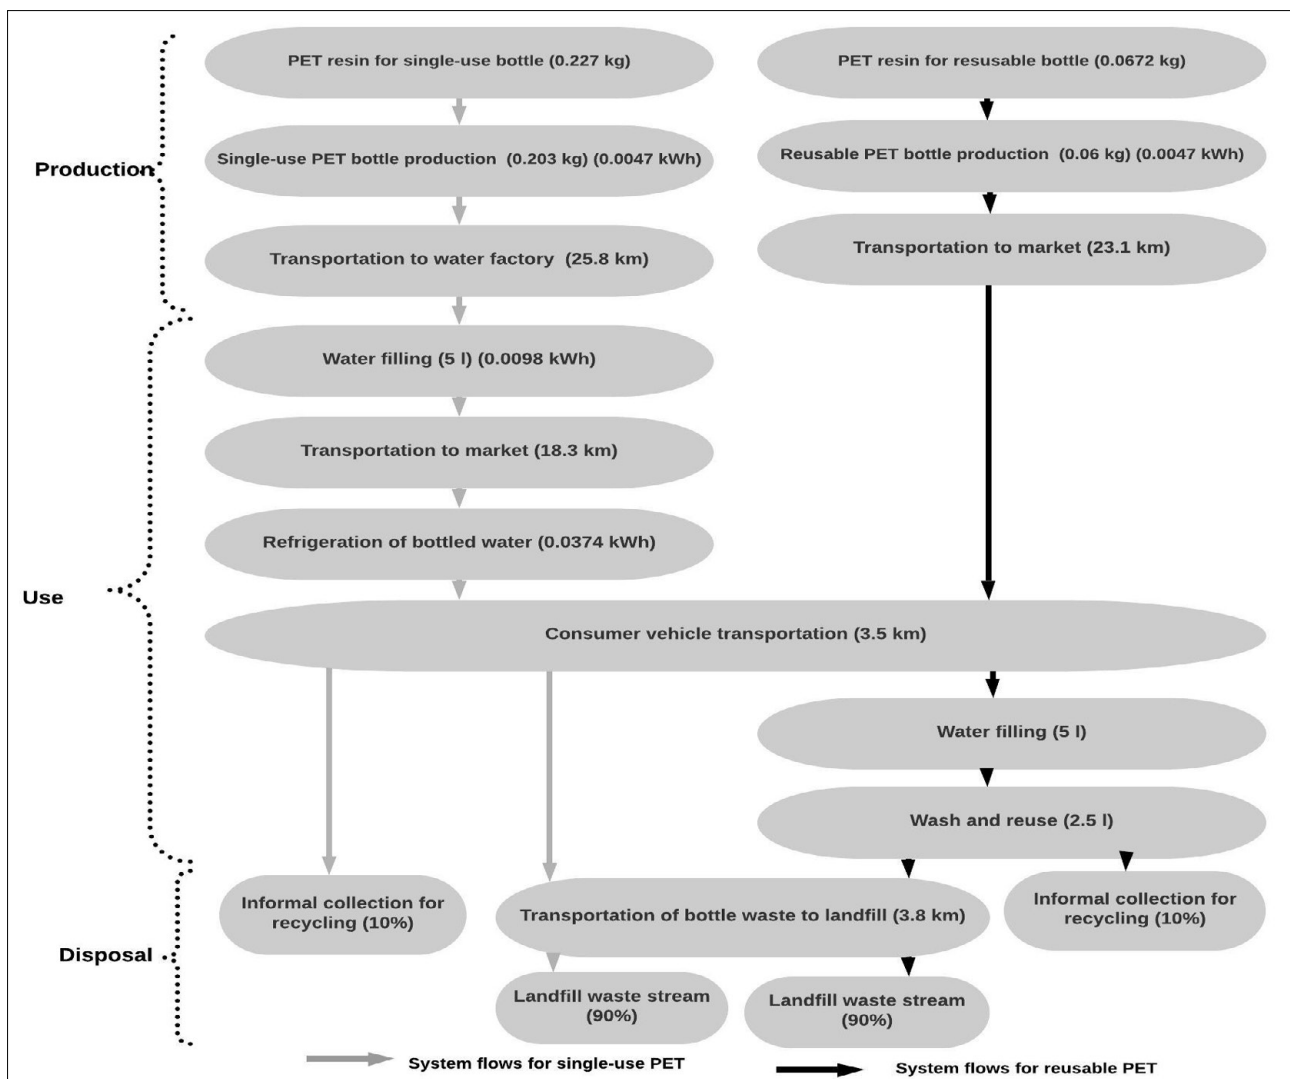 PET resin for single-use bottle (0.227 kg)
PET resin for resusable bottle (0.0672 kg)
Production
Single-use PET bottle production (0.203 kg) (0.0047 kWh)
Reusable PET bottle production (0.06 kg) (0.0047 kWh)
Transportation to water factory (25.8 km)
Transportation to market (23.1 km)
Water filling (5 l) (0.0098 kWh)
Transportation to market (18.3 km)
Refrigeration of bottled water (0.0374 kWh)
Use
Consumer vehicle transportation (3.5 km)
Water filling (5 l)
Wash and reuse (2.5 l)
Disposal
Informal collection for
recycling (10%)
Transportation of bottle waste to landfill (3.8 km)
Informal collection for
recycling (10%)
Landfill waste stream
(90%)
Landfill waste stream
(90%)
System flows for single-use PET
System flows for reusable PET